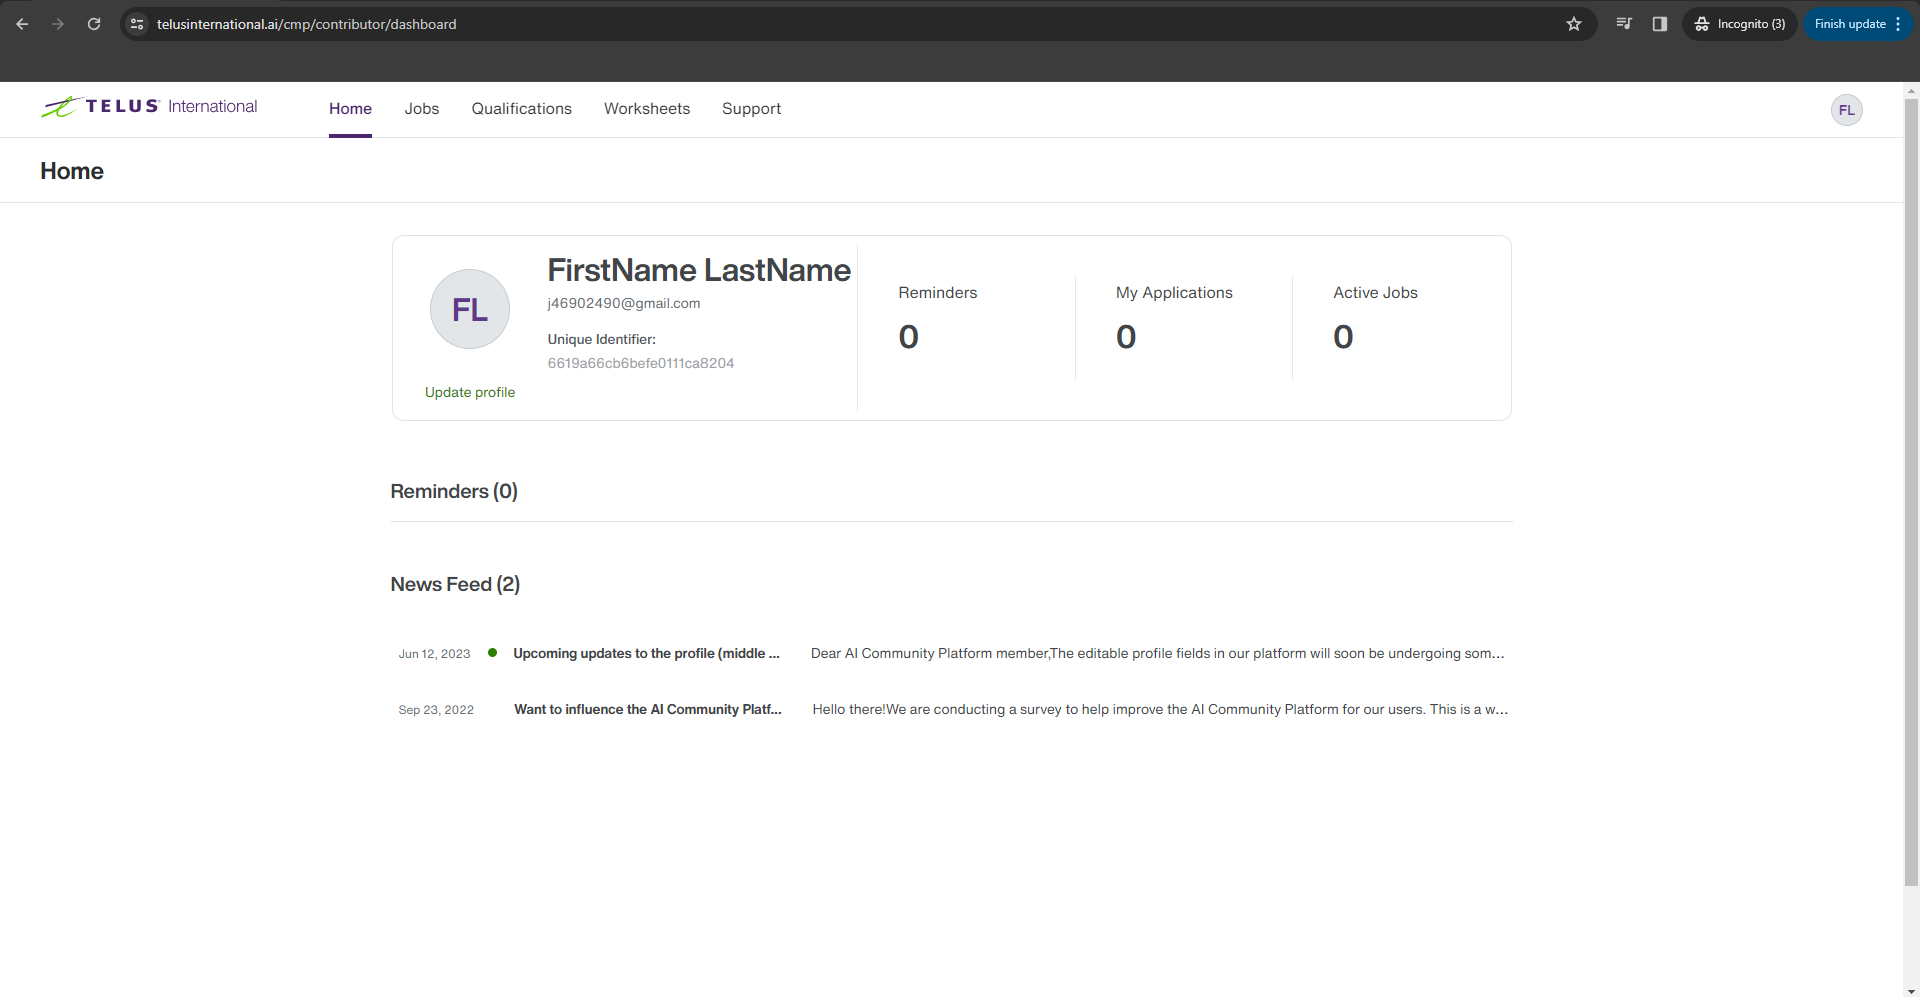 telusinternational.ai/cmp/contributor/dashboard
Incognito (3)
Finish update
TELUS International
Home
Jobs
Qualifications
Worksheets
Support
FL
Home
FL
FirstName LastName
j46902490@gmail.com
Unique Identifier:
6619a66cb6befe0111ca8204
Update profile
Reminders
0
My Applications
0
Active Jobs
0
Reminders (0)
News Feed (2)
Jun 12, 2023 Upcoming updates to the profile (middle ... Dear AI Community Platform member,The editable profile fields in our platform will soon be undergoing som...
Sep 23, 2022 Want to influence the AI Community Platf... Hello there!We are conducting a survey to help improve the AI Community Platform for our users. This is a w...